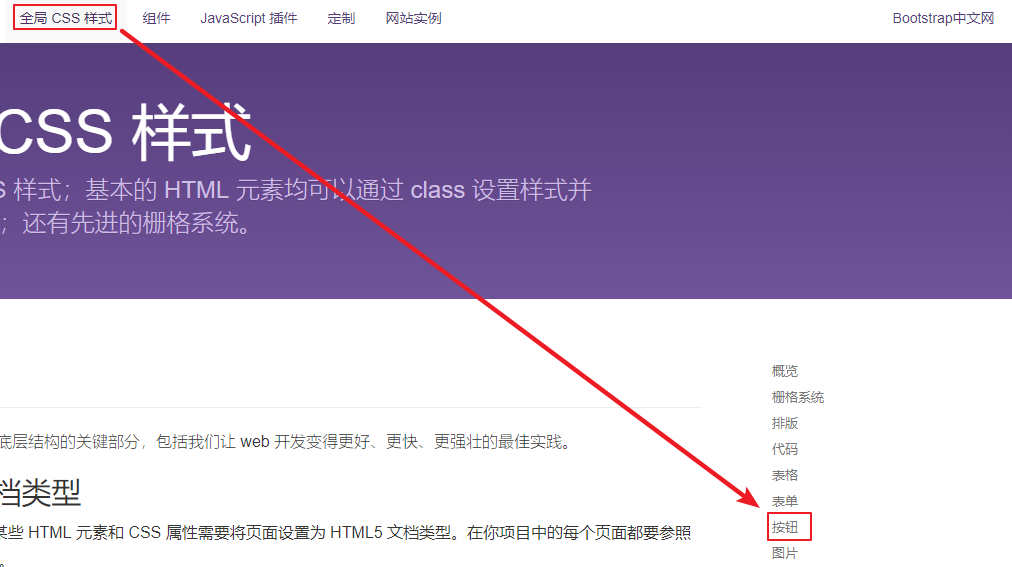 全局 CSS 样式 组件 JavaScript 插件 定制 网站实例 Bootstrap中文网
CSS 样式
样式；基本的 HTML 元素均可以通过 class 设置样式并
；还有先进的栅格系统。
底层结构的关键部分，包括我们让 web 开发变得更好、更快、更强壮的最佳实践。
档类型
某些 HTML 元素和 CSS 属性需要将页面设置为 HTML5 文档类型。在你项目中的每个页面都要参照
。
概览
栅格系统
排版
代码
表格
表单
按钮
图片